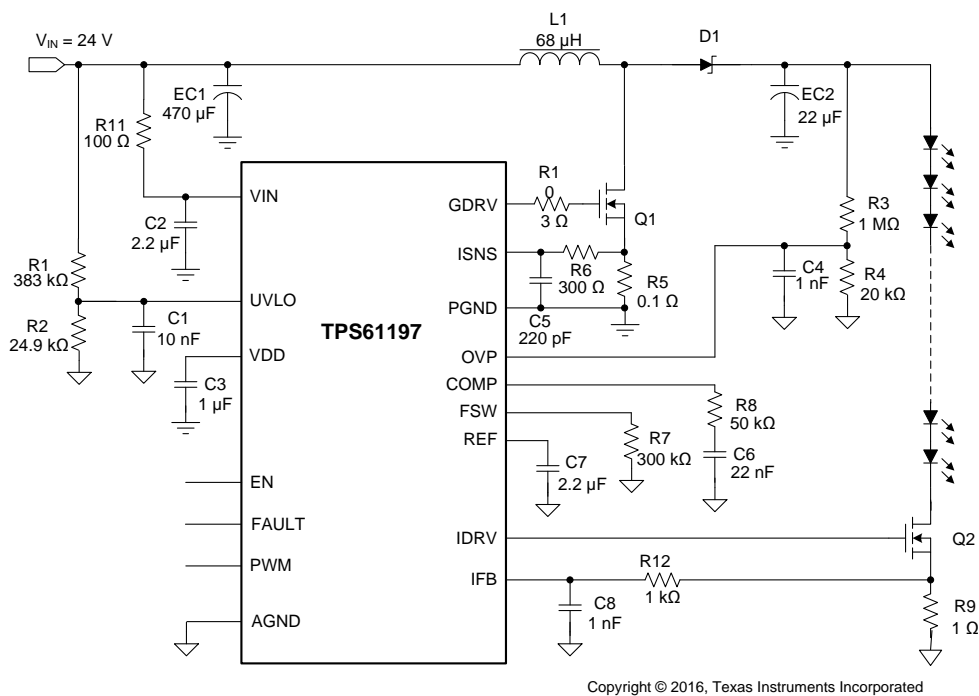 L1
68 µH
D1
VIN = 24 V
EC1
470 µF
EC2
22 µF
R11
100 Ω
VIN
C2
2.2 µF
GDRV
R1
0
3 Ω
Q1
R3
1 MΩ
ISNS
R6
300 Ω
R5
0.1 Ω
C4
1 nF
R4
20 kΩ
R1
383 kΩ
UVLO
PGND
C5
220 pF
R2
24.9 kΩ
C1
10 nF
TPS61197
VDD
OVP
C3
1 µF
COMP
FSW
REF
R8
50 kΩ
R7
300 kΩ
C6
22 nF
C7
2.2 µF
EN
FAULT
PWM
AGND
IDRV
Q2
IFB
R12
1 kΩ
C8
1 nF
R9
1 Ω
Copyright © 2016, Texas Instruments Incorporated